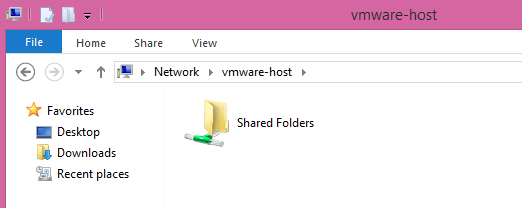 vmware-host
File Home Share View
Network vmware-host
Favorites
Desktop
Downloads
Recent places
Shared Folders